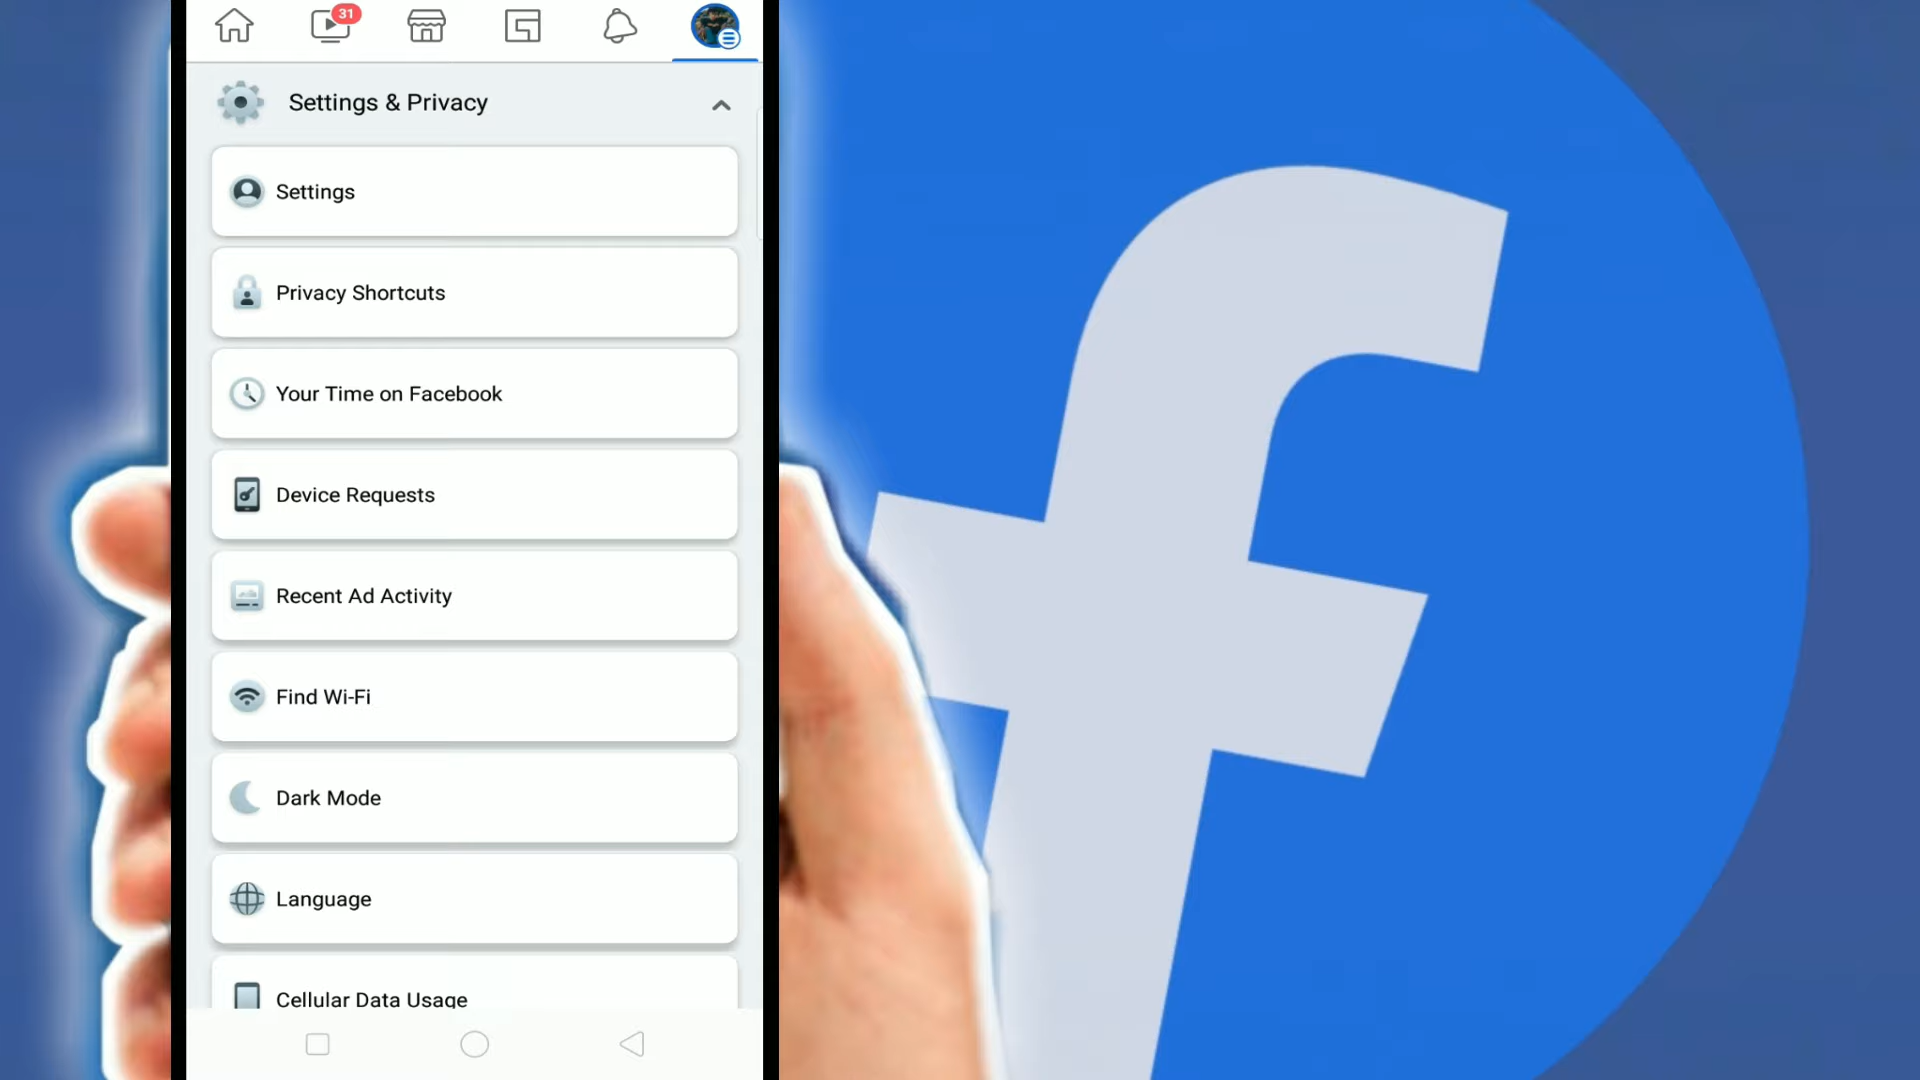 31
Settings & Privacy
Settings
Privacy Shortcuts
Your Time on Facebook
Device Requests
Recent Ad Activity
Find Wi-Fi
Dark Mode
Language
Cellular Data Usage
f